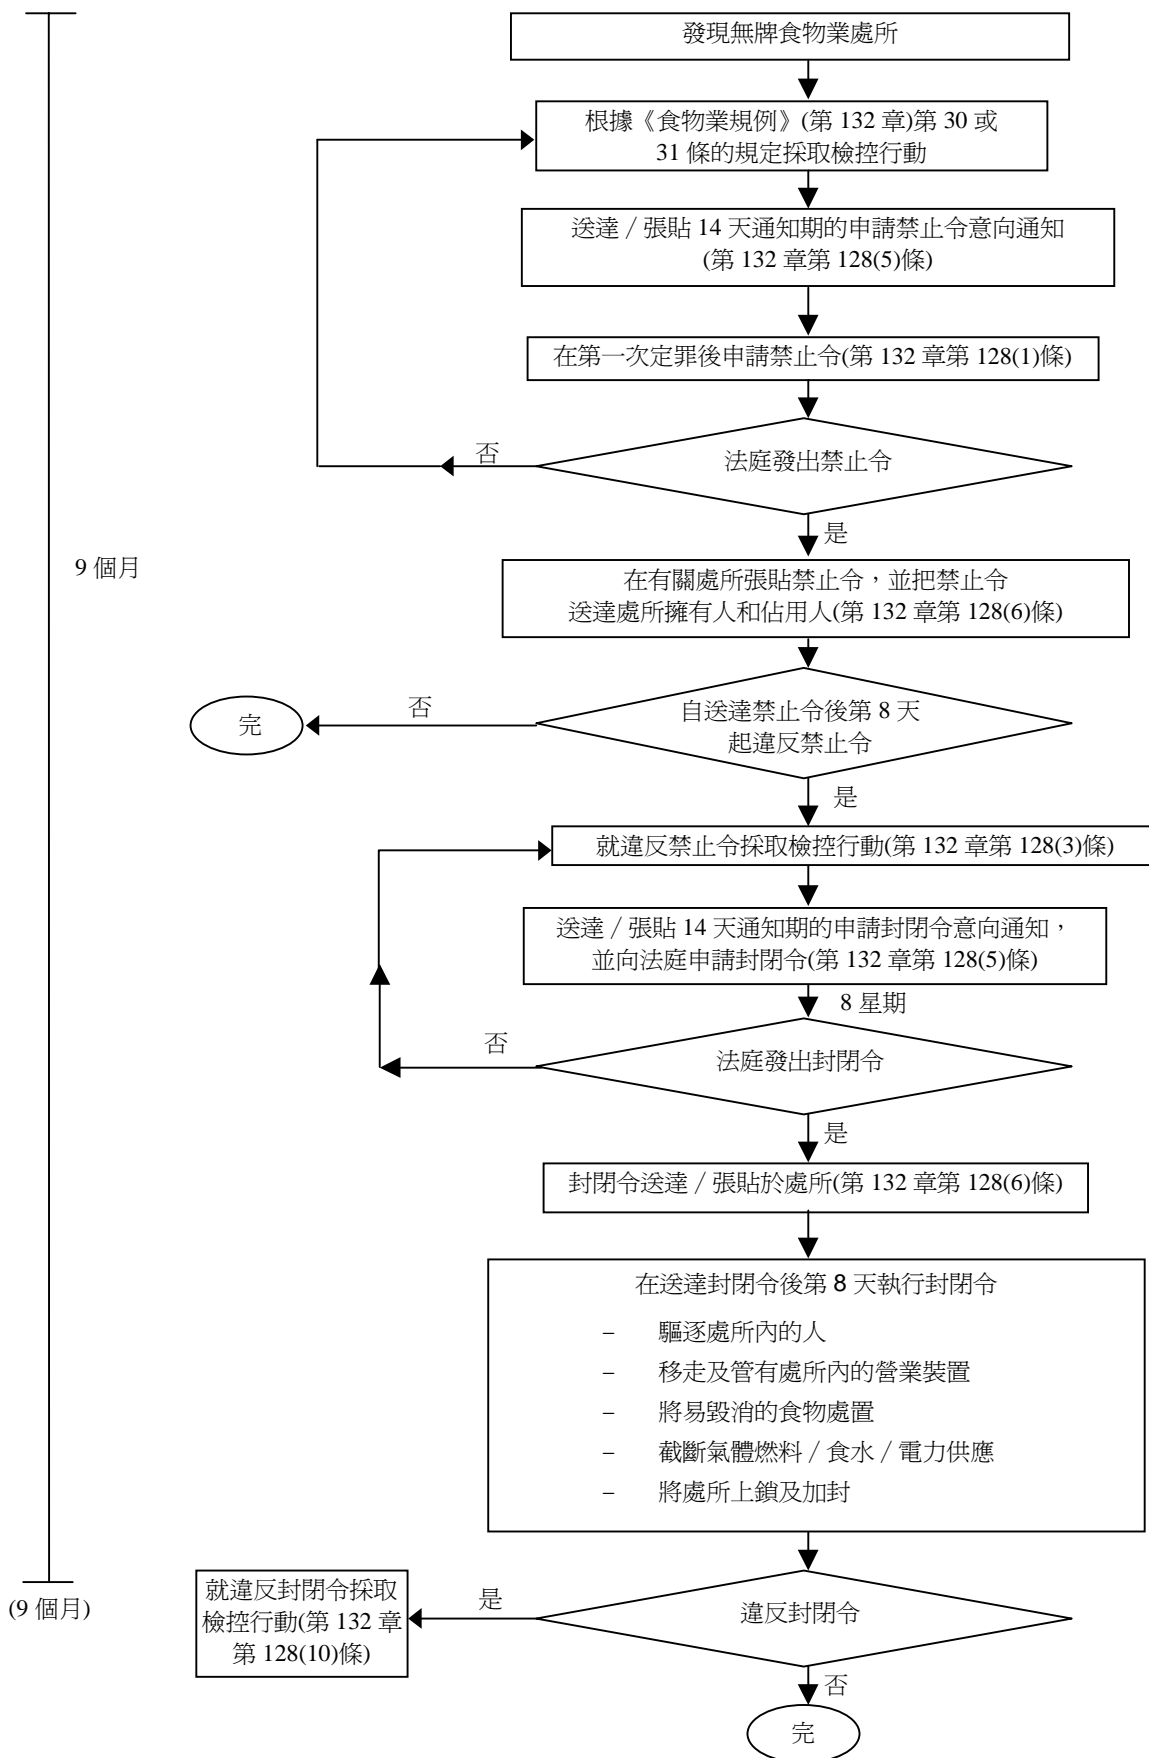 發現無牌食物業處所
根據《食物業規例》(第 132 章)第 30 或
31 條的規定採取檢控行動
送達 / 張貼 14 天通知期的申請禁止令意向通知
(第 132 章第 128(5)條)
在第一次定罪後申請禁止令(第 132 章第 128(1)條)
否
法庭發出禁止令
是
9 個月
在有關處所張貼禁止令，並把禁止令
送達處所擁有人和佔用人(第 132 章第 128(6)條)
完
否
自送達禁止令後第 8 天
起違反禁止令
是
就違反禁止令採取檢控行動(第 132 章第 128(3)條)
送達 / 張貼 14 天通知期的申請封閉令意向通知，
並向法庭申請封閉令(第 132 章第 128(5)條)
8 星期
否
法庭發出封閉令
是
封閉令送達 / 張貼於處所(第 132 章第 128(6)條)
在送達封閉令後第 8 天執行封閉令
– 驅逐處所內的人
– 移走及管有處所內的營業裝置
– 將易毀消的食物處置
– 截斷氣體燃料 / 食水 / 電力供應
– 將處所上鎖及加封
(9 個月)
就違反封閉令採取
檢控行動(第 132 章
第 128(10)條)
是
違反封閉令
否
完